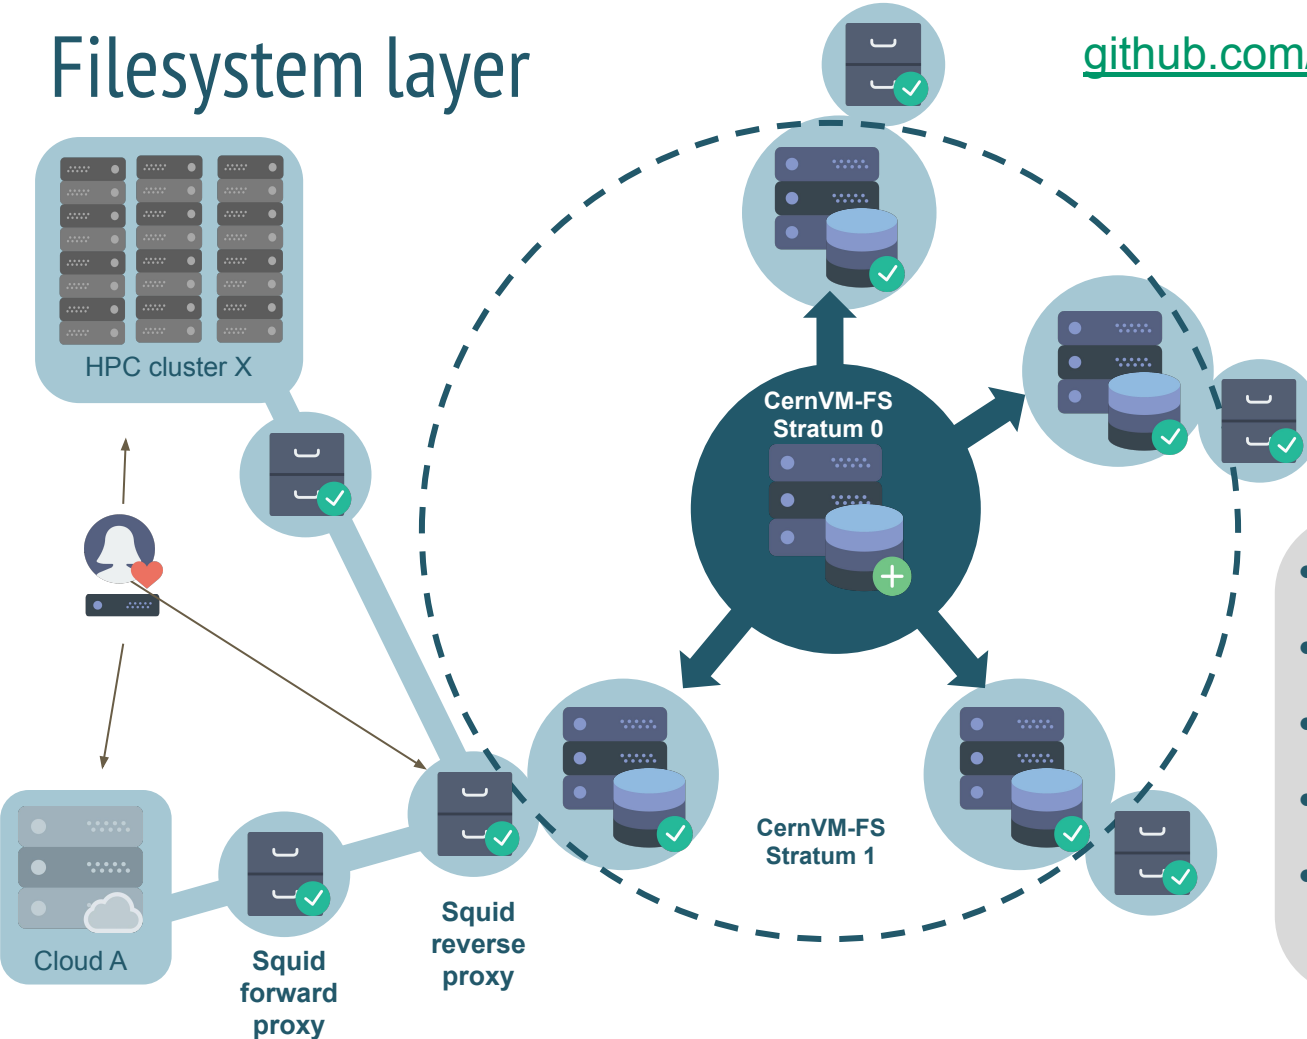 Filesystem layer
github.com/
HPC cluster X
CernVM-FS
Stratum 0
CernVM-FS
Stratum 1
Cloud A
Squid
forward
proxy
Squid
reverse
proxy